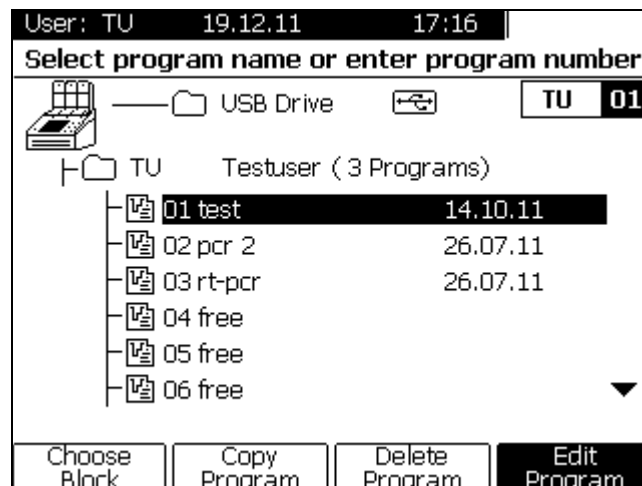 User: TU 19.12.11 17:16
Select program name or enter program number
USB Drive TU 01
TU Testuser ( 3 Programs)
01 test 14.10.11
02 pcr 2 26.07.11
03 rt-pcr 26.07.11
04 free
05 free
06 free
Choose Block Copy Program Delete Program Edit Program